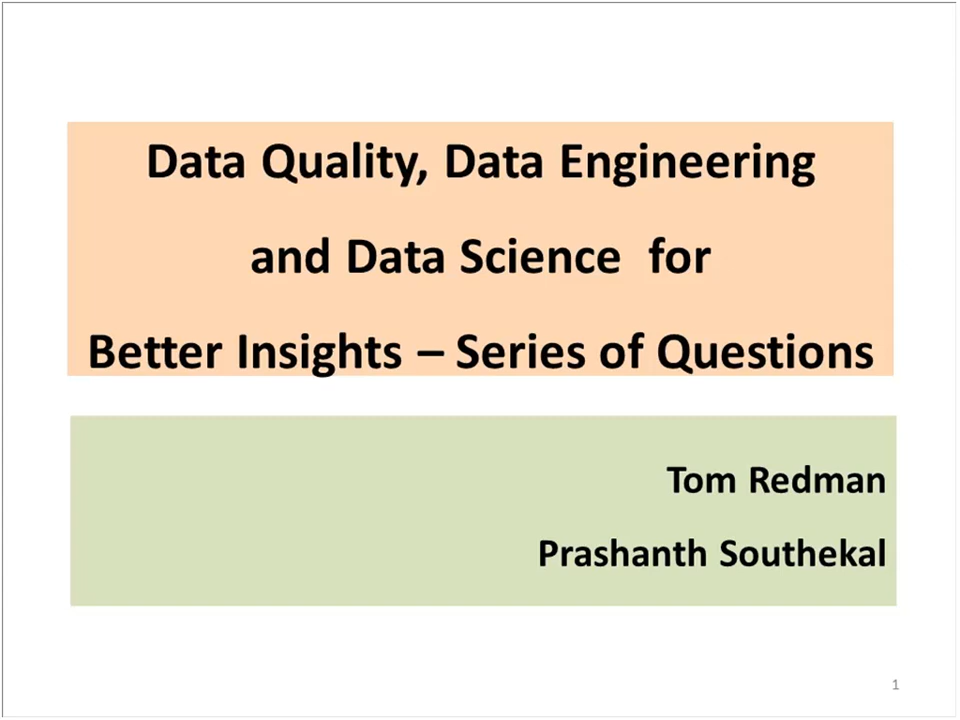 Data Quality, Data Engineering
and Data Science  for
Better Insights – Series of Questions
Tom Redman
Prashanth Southekal
1